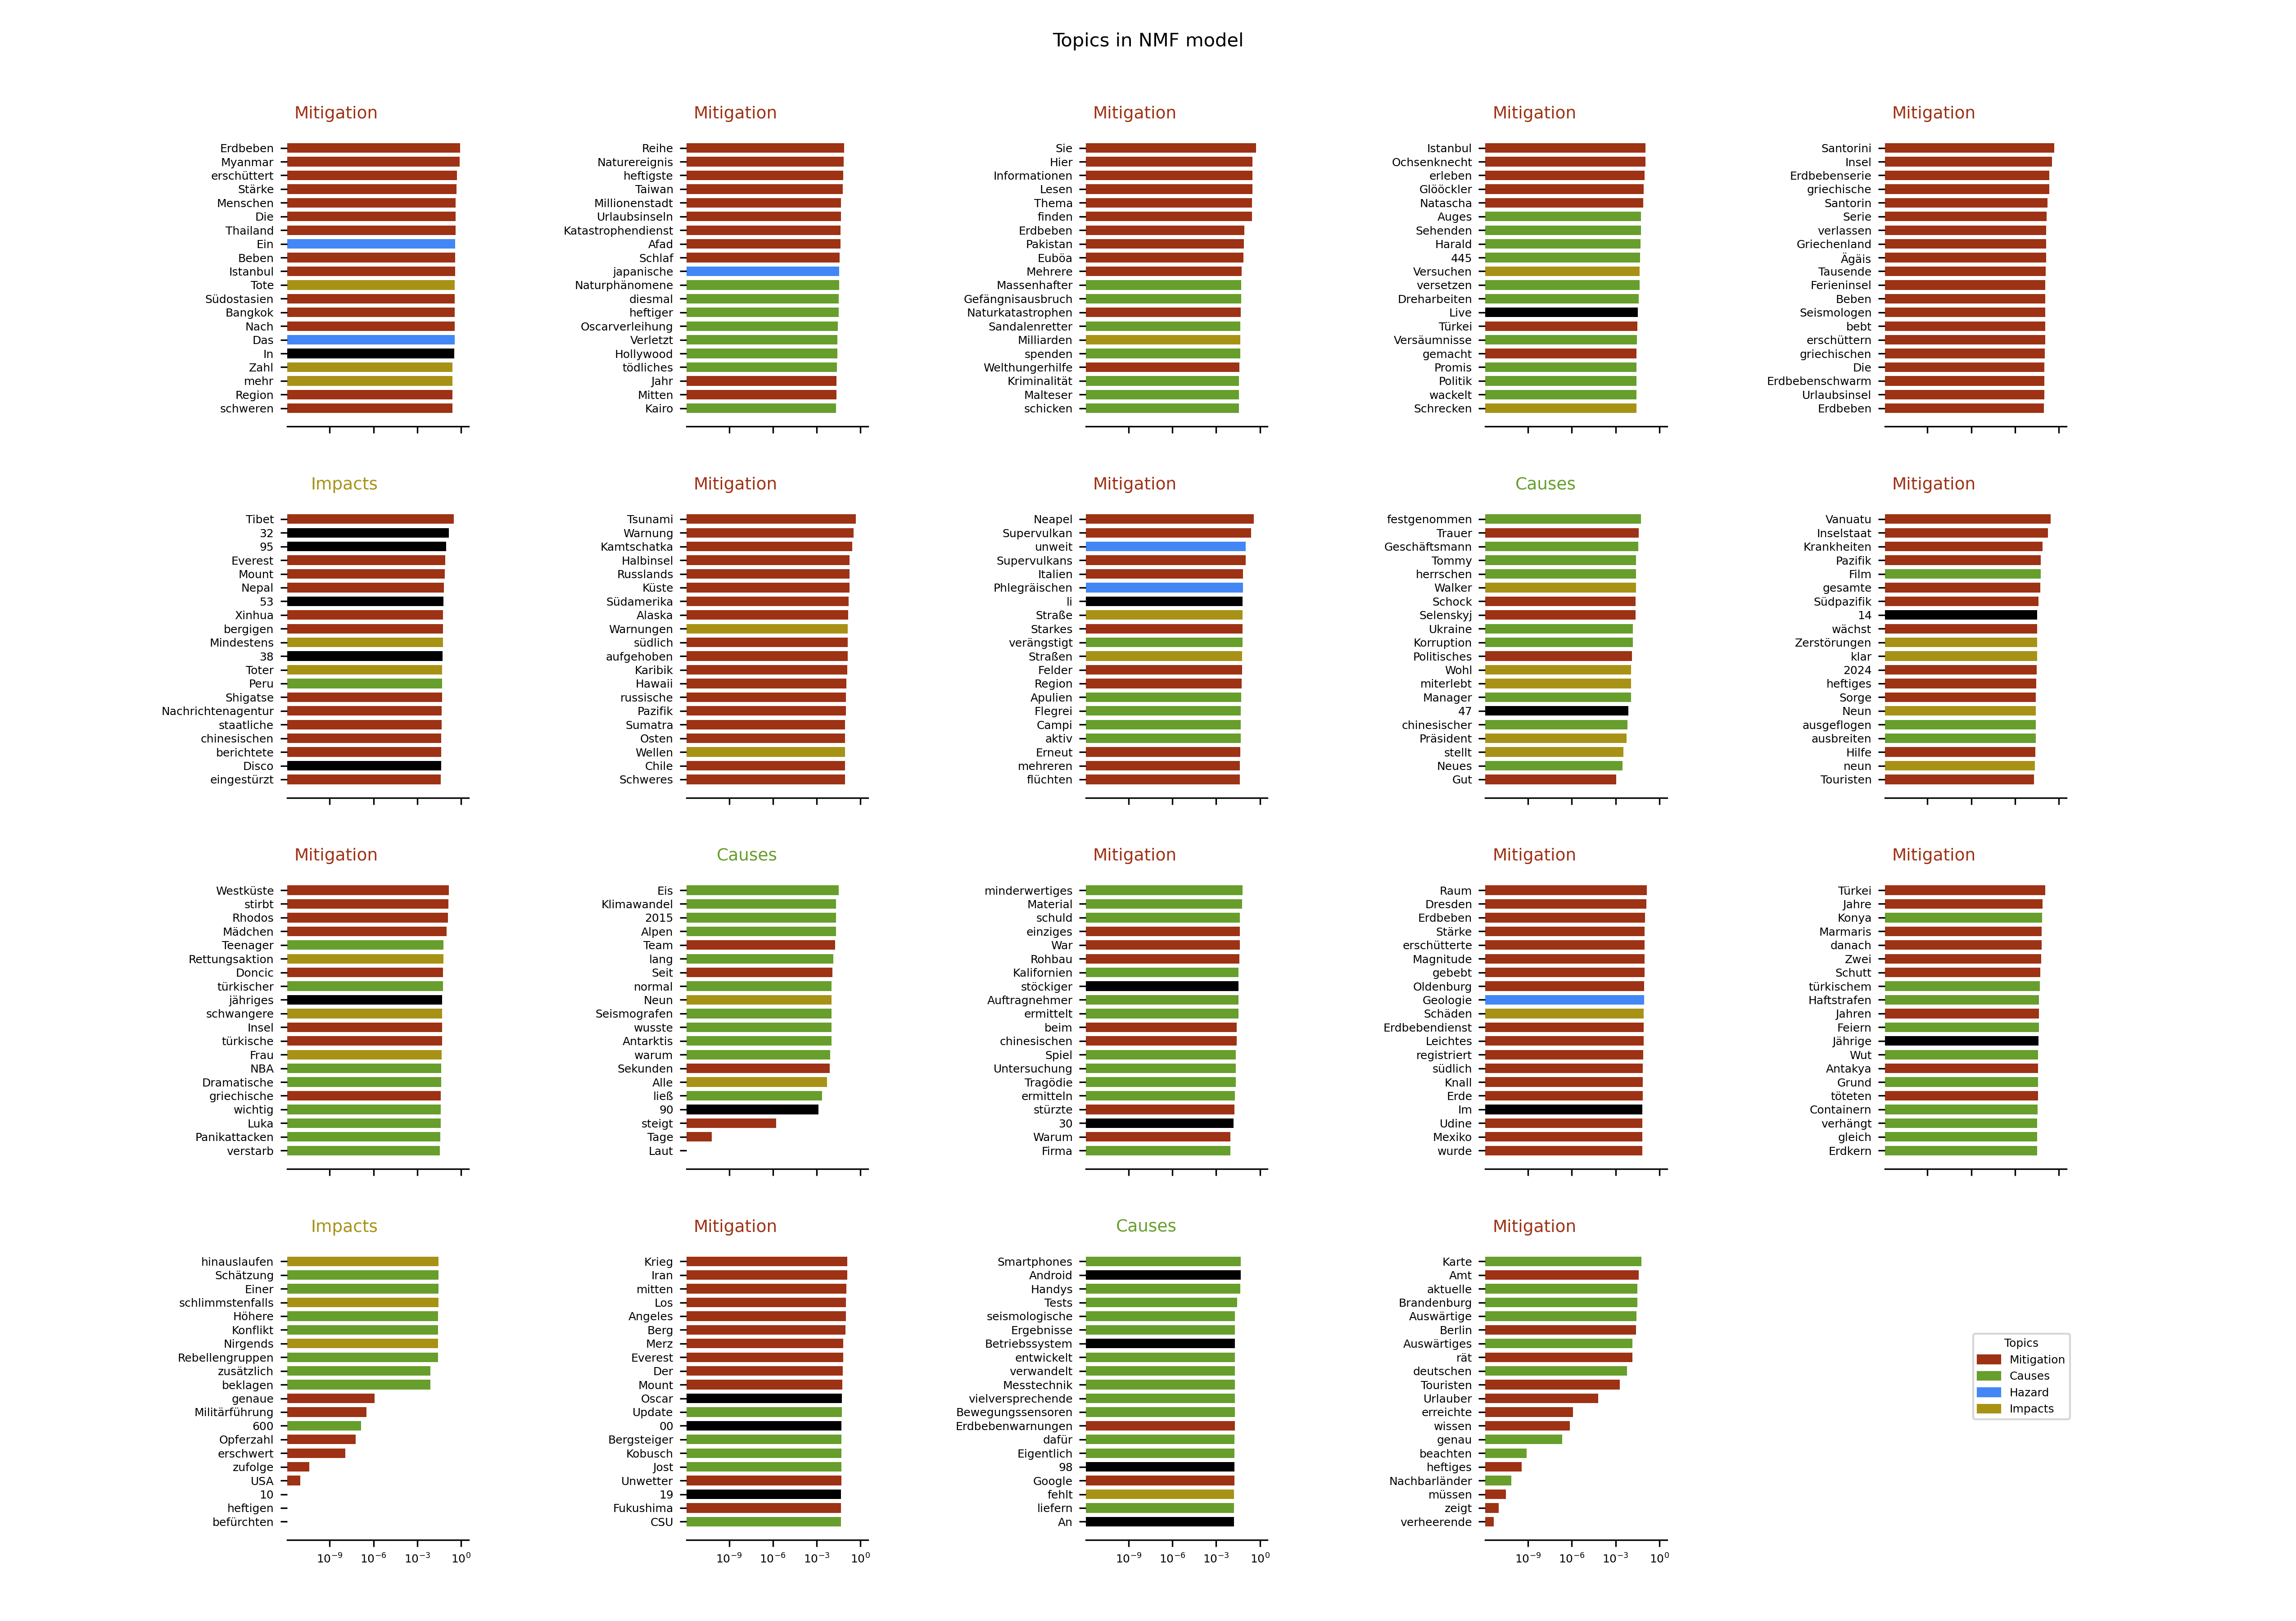 Topics in NMF model
Mitigation
Erdbeben
Myanmar
erschüttert
Stärke
Menschen
Die
Thailand
Ein
Beben
Istanbul
Tote
Südostasien
Bangkok
Nach
Das
In
Zahl
mehr
Region
schweren
Mitigation
Reihe
Naturereignis
heftigste
Taiwan
Millionenstadt
Urlaubsinseln
Katastrophendienst
Afad
Schlaf
japanische
Naturphänomene
diesmal
heftiger
Oscarverleihung
Verletzt
Hollywood
tödliches
Jahr
Mitten
Kairo
Mitigation
Sie
Hier
Informationen
Lesen
Thema
finden
Erdbeben
Pakistan
Euböa
Mehrere
Massenhafter
Gefängnisausbruch
Naturkatastrophen
Sandalenretter
Milliarden
spenden
Welthungerhilfe
Kriminalität
Malteser
schicken
Mitigation
Istanbul
Ochsenknecht
erleben
Glööckler
Natascha
Auges
Sehenden
Harald
445
Versuchen
versetzen
Dreharbeiten
Live
Türkei
Versäumnisse
gemacht
Promis
Politik
wackelt
Schrecken
Mitigation
Santorini
Insel
Erdbebenserie
griechische
Santorin
Serie
verlassen
Griechenland
Ägäis
Tausende
Ferieninsel
Beben
Seismologen
bebt
erschüttern
griechischen
Die
Erdbebenschwarm
Urlaubsinsel
Erdbeben
Impacts
Tibet
32
95
Everest
Mount
Nepal
53
Xinhua
bergigen
Mindestens
38
Toter
Peru
Shigatse
Nachrichtenagentur
staatliche
chinesischen
berichtete
Disco
eingestürzt
Mitigation
Tsunami
Warnung
Kamtschatka
Halbinsel
Russlands
Küste
Südamerika
Alaska
Warnungen
südlich
aufgehoben
Karibik
Hawaii
russische
Pazifik
Sumatra
Osten
Wellen
Chile
Schweres
Mitigation
Neapel
Supervulkan
unweit
Supervulkans
Italien
Phlegräischen
li
Straße
Starkes
verängstigt
Straßen
Felder
Region
Apulien
Flegrei
Campi
aktiv
Erneut
mehreren
flüchten
Causes
festgenommen
Trauer
Geschäftsmann
Tommy
herrschen
Walker
Schock
Selenskyj
Ukraine
Korruption
Politisches
Wohl
miterlebt
Manager
47
chinesischer
Präsident
stellt
Neues
Gut
Mitigation
Vanuatu
Inselstaat
Krankheiten
Pazifik
Film
gesamte
Südpazifik
14
wächst
Zerstörungen
klar
2024
heftiges
Sorge
Neun
ausgeflogen
ausbreiten
Hilfe
neun
Touristen
Mitigation
Westküste
stirbt
Rhodos
Mädchen
Teenager
Rettungsaktion
Doncic
türkischer
jähriges
schwangere
Insel
türkische
Frau
NBA
Dramatische
griechische
wichtig
Luka
Panikattacken
verstarb
Causes
Eis
Klimawandel
2015
Alpen
Team
lang
Seit
normal
Neun
Seismografen
wusste
Antarktis
warum
Sekunden
Alle
ließ
90
steigt
Tage
Laut
Mitigation
minderwertiges
Material
schuld
einziges
War
Rohbau
Kalifornien
stöckiger
Auftragnehmer
ermittelt
beim
chinesischen
Spiel
Untersuchung
Tragödie
ermitteln
stürzte
30
Warum
Firma
Mitigation
Raum
Dresden
Erdbeben
Stärke
erschütterte
Magnitude
gebebt
Oldenburg
Geologie
Schäden
Erdbebendienst
Leichtes
registriert
südlich
Knall
Erde
Im
Udine
Mexiko
wurde
Mitigation
Türkei
Jahre
Konya
Marmaris
danach
Zwei
Schutt
türkischem
Haftstrafen
Jahren
Feiern
Jährige
Wut
Antakya
Grund
töteten
Containern
verhängt
gleich
Erdkern
Impacts
hinauslaufen
Schätzung
Einer
schlimmstenfalls
Höhere
Konflikt
Nirgends
Rebellengruppen
zusätzlich
beklagen
genaue
Militärführung
600
Opferzahl
erschwert
zufolge
USA
10
heftigen
befürchten
10⁻⁹ 10⁻⁶ 10⁻³ 10⁰
Mitigation
Krieg
Iran
mitten
Los
Angeles
Berg
Merz
Everest
Der
Mount
Oscar
Update
00
Bergsteiger
Kobusch
Jost
Unwetter
19
Fukushima
CSU
10⁻⁹ 10⁻⁶ 10⁻³ 10⁰
Causes
Smartphones
Android
Handys
Tests
seismologische
Ergebnisse
Betriebssystem
entwickelt
verwandelt
Messtechnik
vielversprechende
Bewegungssensoren
Erdbebenwarnungen
dafür
Eigentlich
98
Google
fehlt
liefern
An
10⁻⁹ 10⁻⁶ 10⁻³ 10⁰
Mitigation
Karte
Amt
aktuelle
Brandenburg
Auswärtige
Berlin
Auswärtiges
rät
deutschen
Touristen
Urlauber
erreichte
wissen
genau
beachten
heftiges
Nachbarländer
müssen
zeigt
verheerende
10⁻⁹ 10⁻⁶ 10⁻³ 10⁰
Topics
Mitigation
Causes
Hazard
Impacts